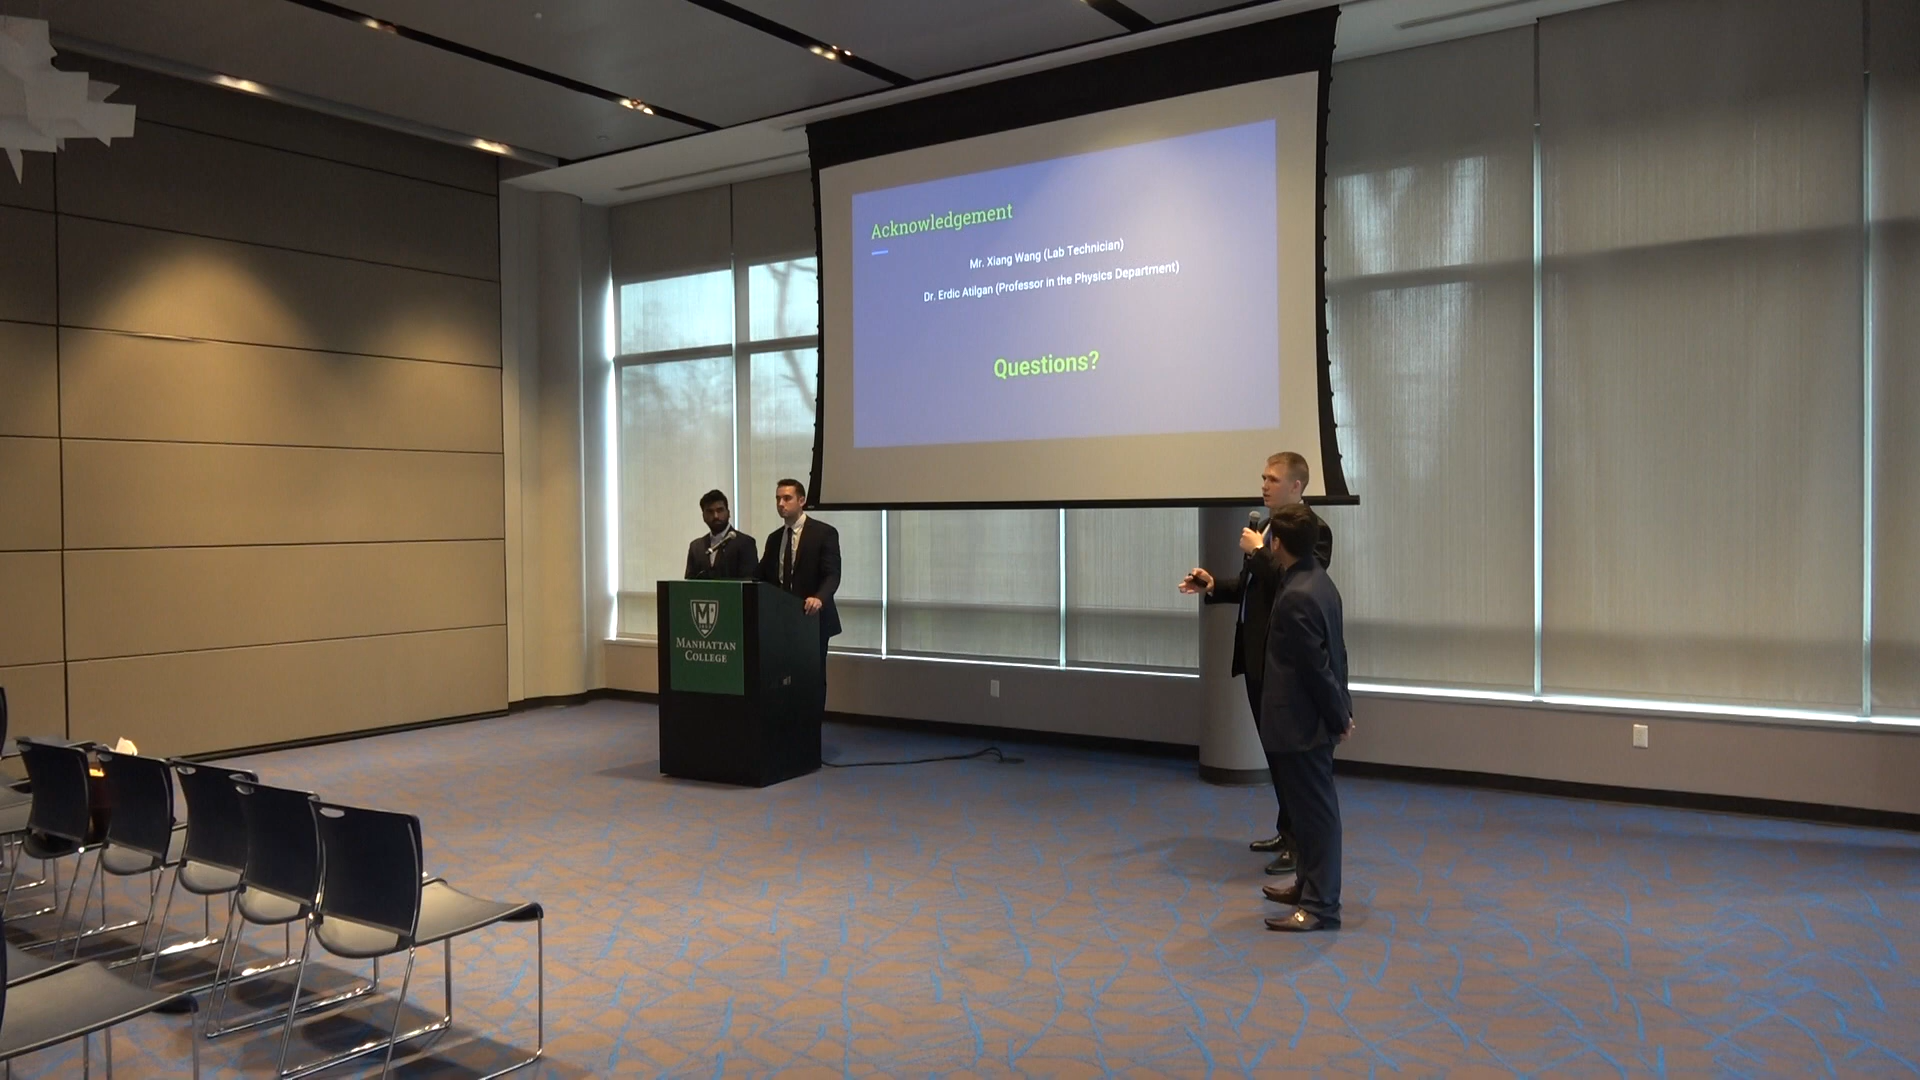 Acknowledgement
Mr. Xiang Wang (Lab Technician)
Dr. Erdic Atilgan (Professor in the Physics Department)
Questions?
M
MANHATTAN
COLLEGE